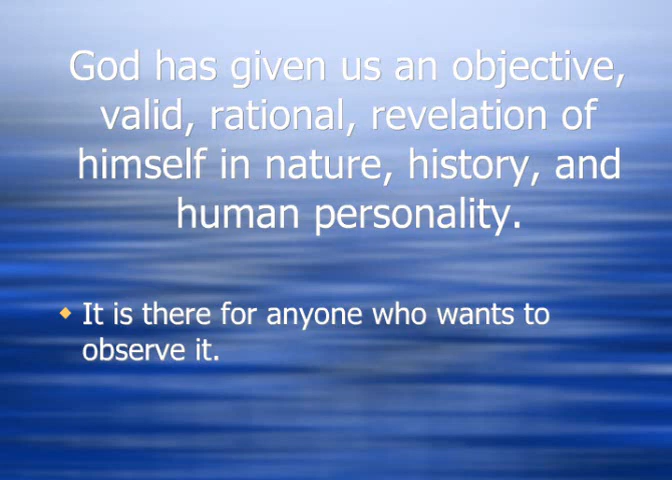 God has given us an objective,
valid, rational, revelation of
himself in nature, history, and
human personality.
It is there for anyone who wants to
observe it.